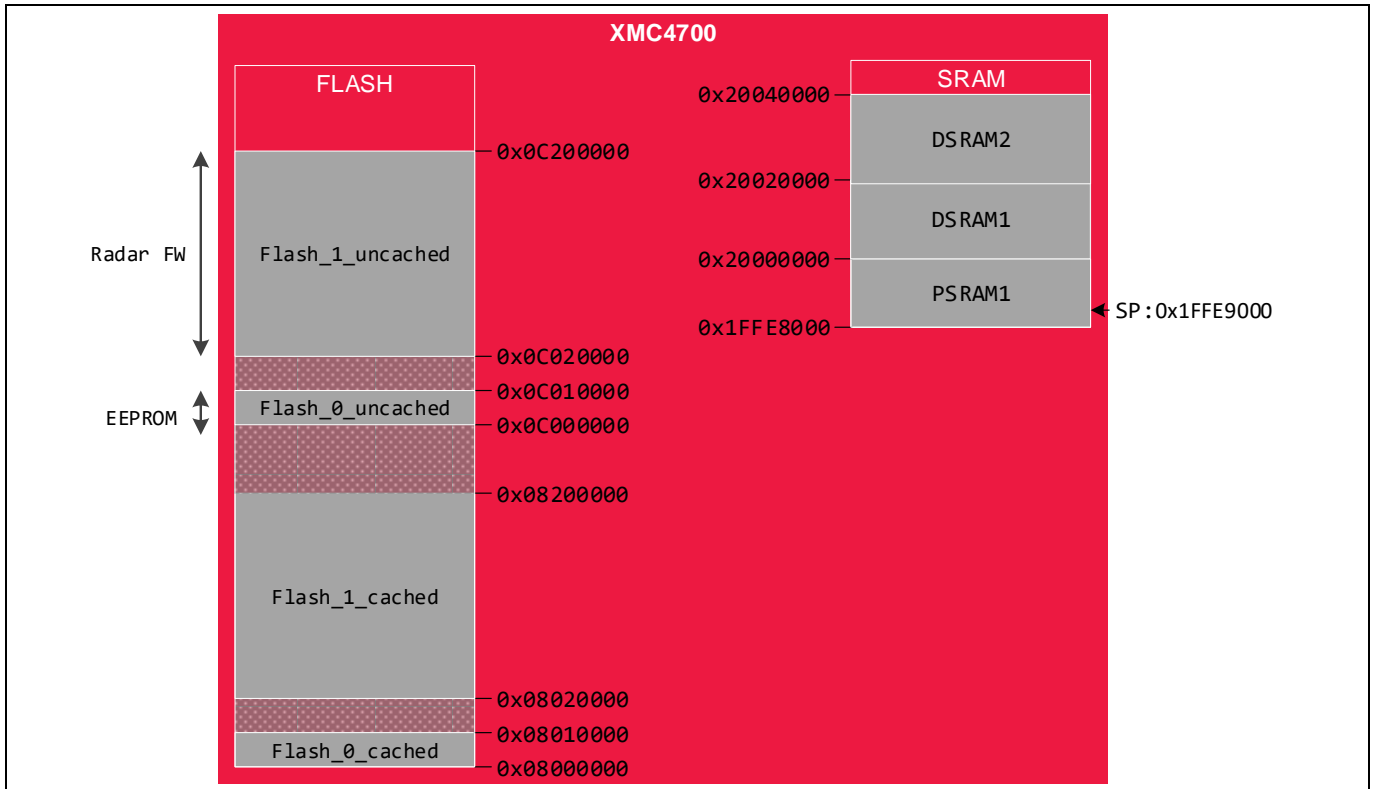 XMC4700
FLASH
0x0C200000
Radar FW
Flash_1_uncached
0x0C020000
0x0C010000
EEPROM
Flash_0_uncached
0x0C000000
0x08200000
Flash_1_cached
0x08020000
0x08010000
Flash_0_cached
0x08000000
SRAM
0x20040000
DSRAM2
0x20020000
DSRAM1
0x20000000
PSRAM1
SP:0x1FFE9000
0x1FFE8000